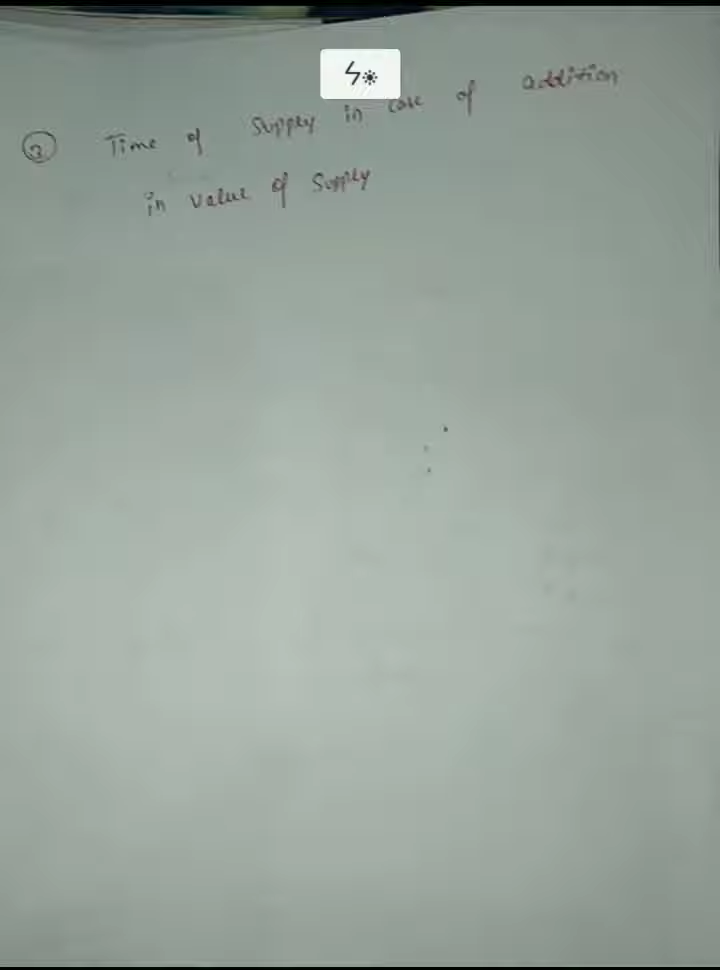 ② Time of Supply in case of addition
in value of Supply